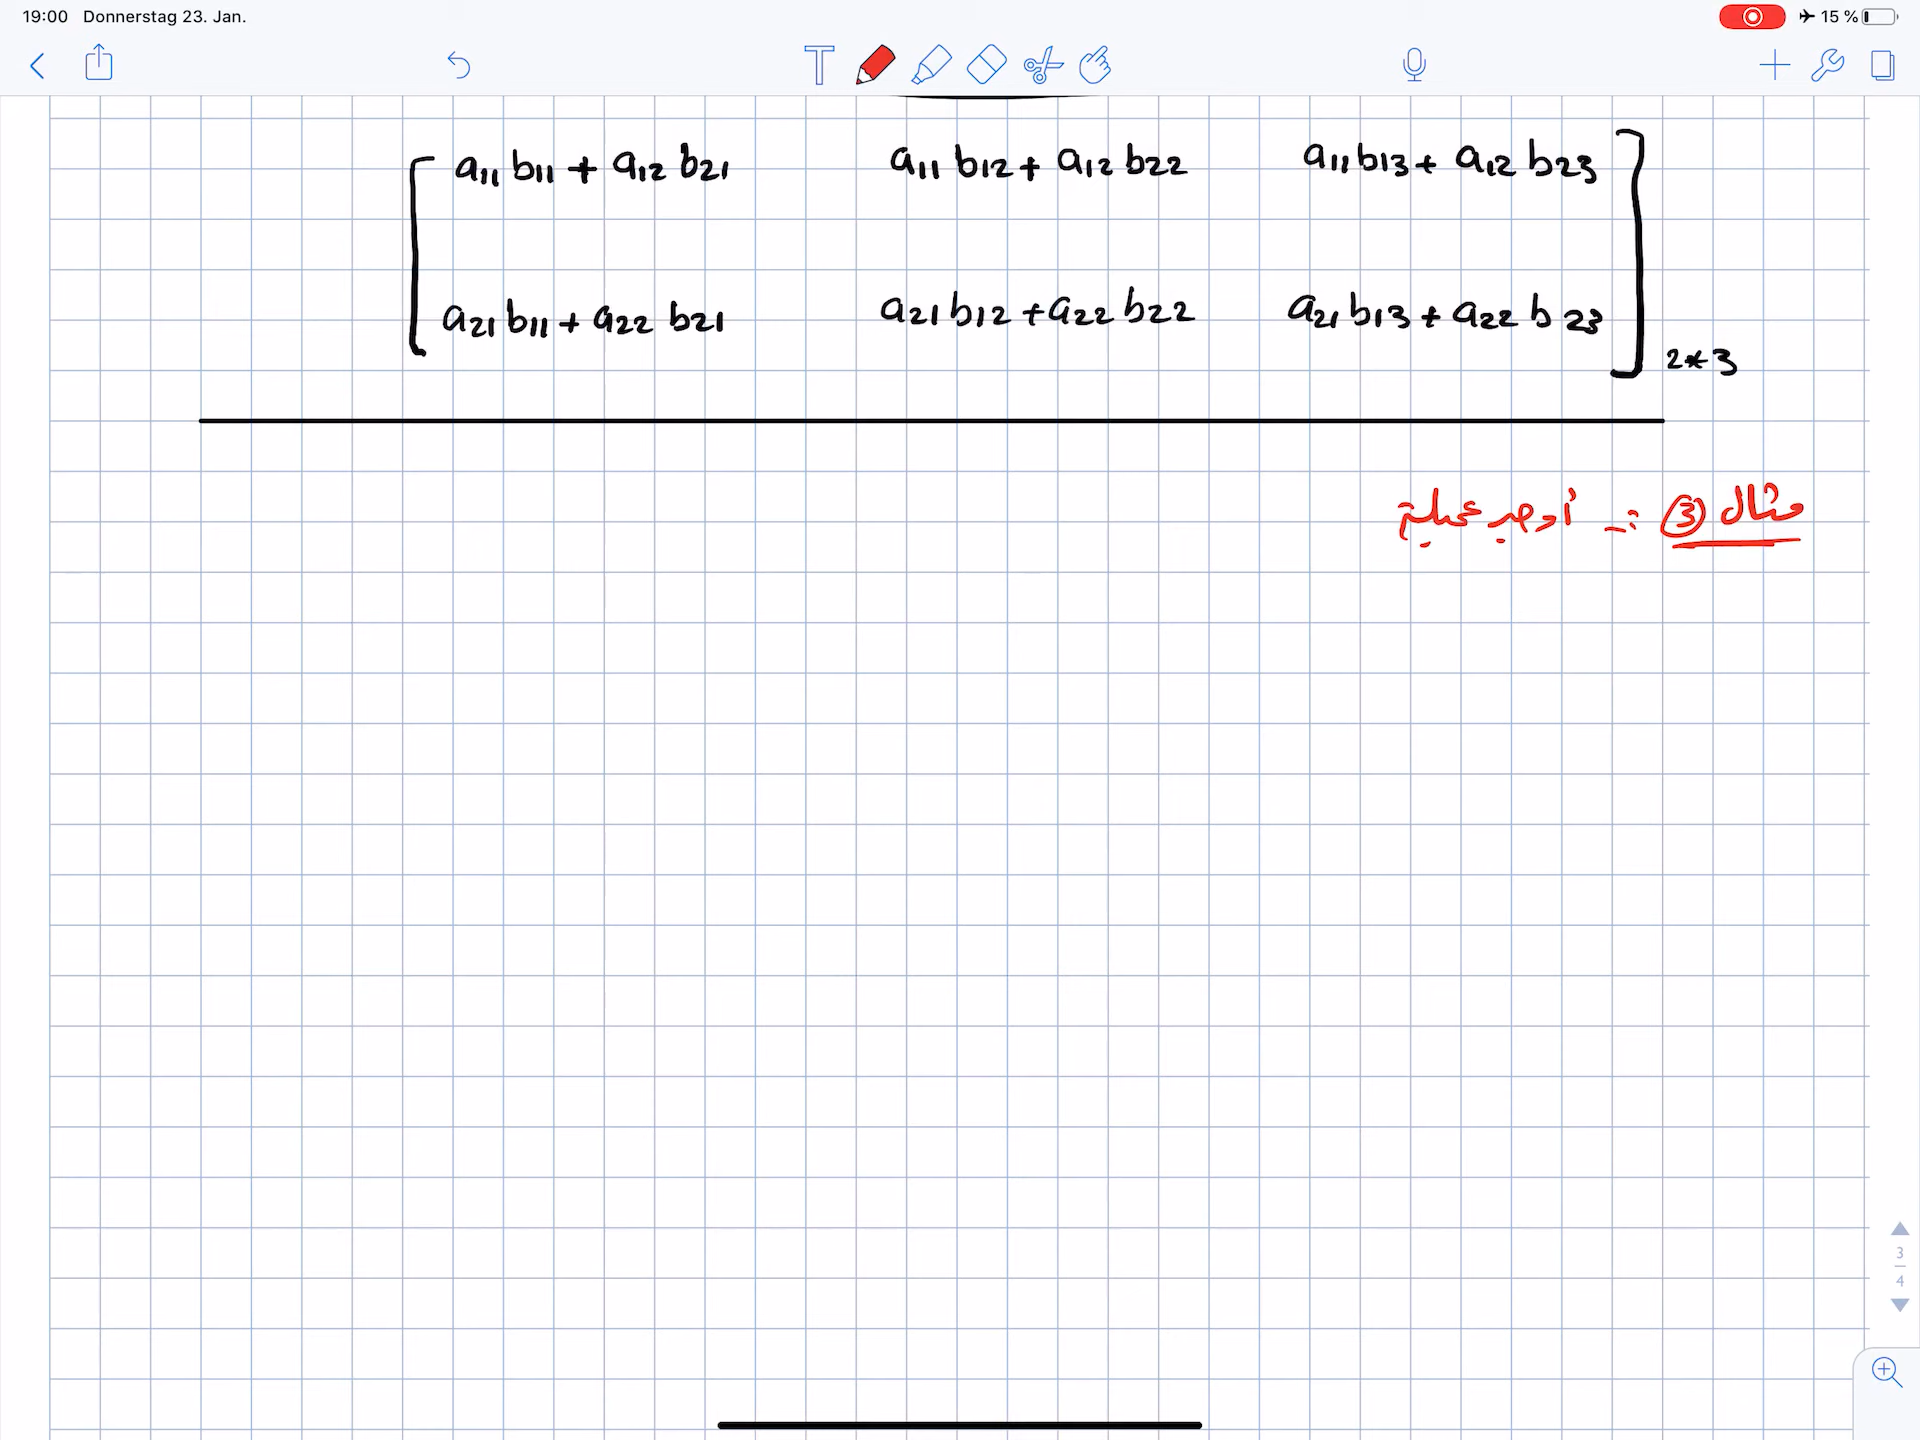 19:00 Donnerstag 23. Jan. 15 %
a11 b11 + a12 b21 a11 b12 + a12 b22 a11 b13 + a12 b23
a21 b11 + a22 b21 a21 b12 + a22 b22 a21 b13 + a22 b23
2*3
مثال ③ :- أوجد عملية
3
4